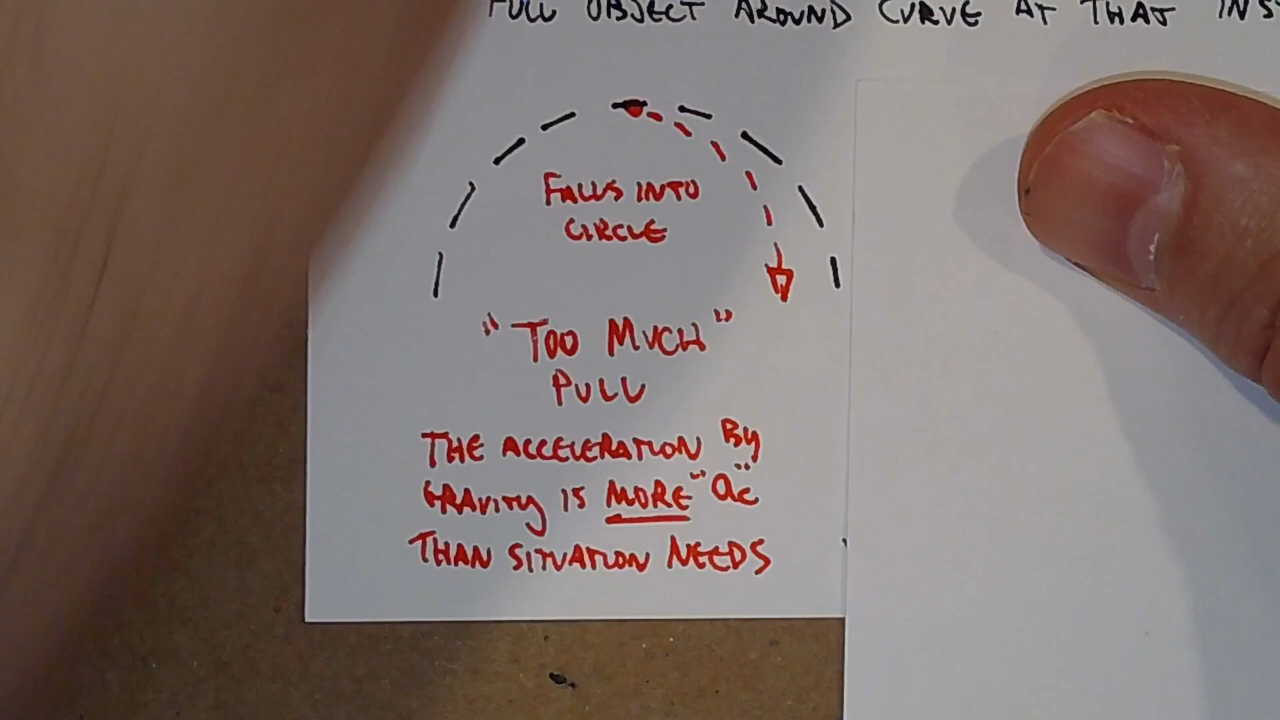 PULL OBJECT AROUND CURVE AT THAT INS
FALLS INTO
CIRCLE
"TOO MUCH"
PULL
THE ACCELERATION BY
GRAVITY IS MORE "ac"
THAN SITUATION NEEDS